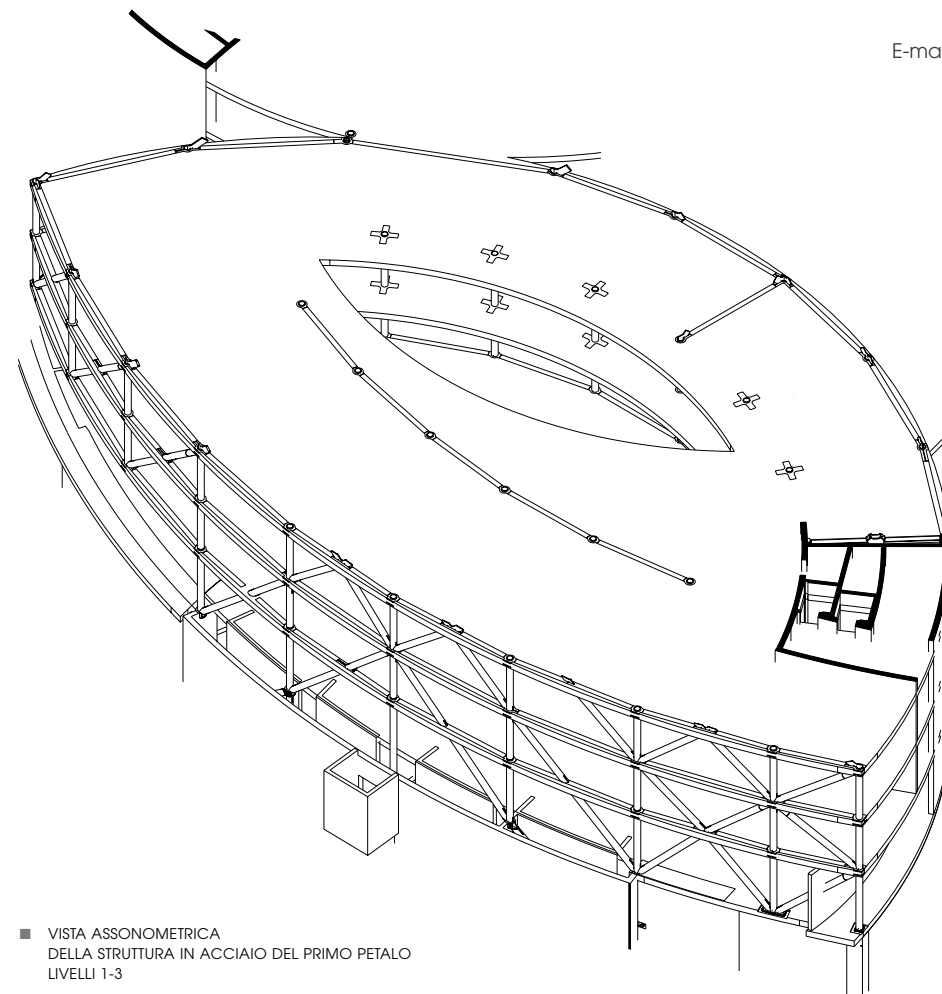 E-ma
VISTA ASSONOMETRICA
DELLA STRUTTURA IN ACCIAIO DEL PRIMO PETALO
LIVELLI 1-3